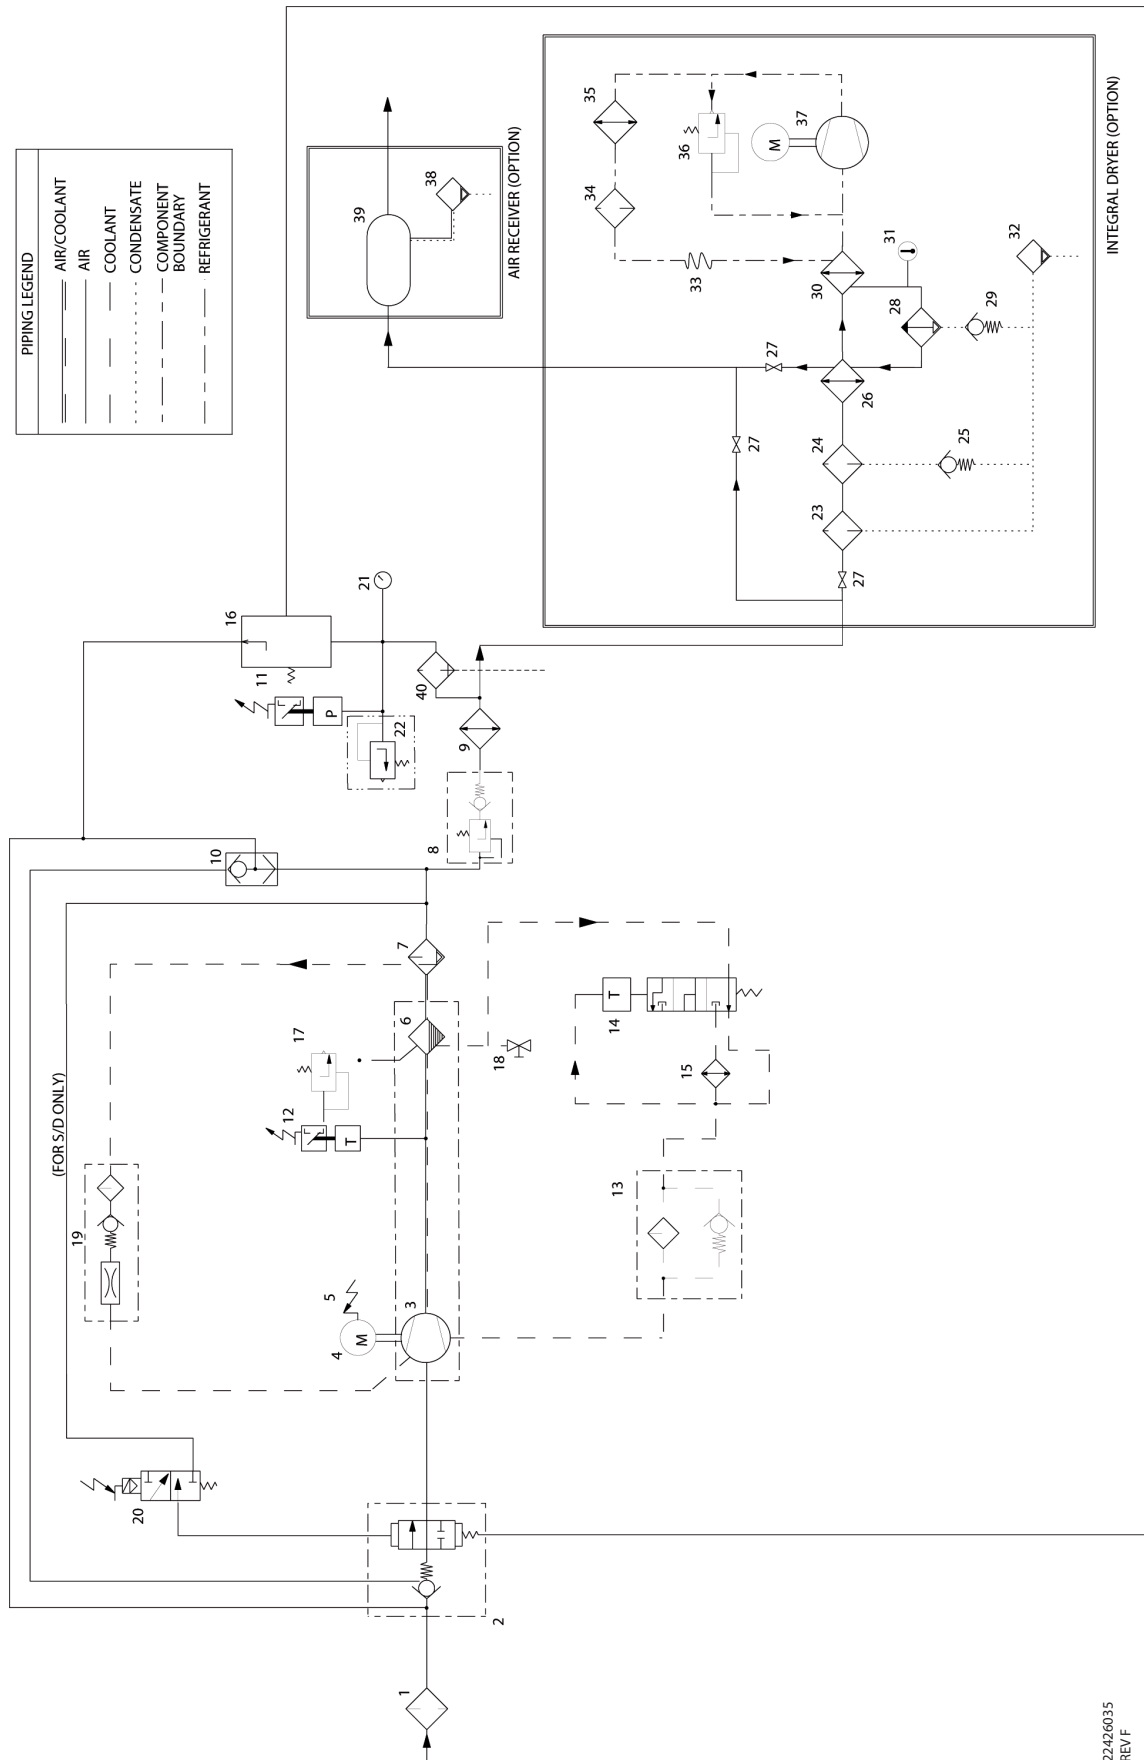 PIPING LEGEND
AIR/COOLANT
AIR
COOLANT
CONDENSATE
COMPONENT
BOUNDARY
REFRIGERANT
AIR RECEIVER (OPTION)
39
38
INTEGRAL DRYER (OPTION)
35
36
37
M
34
33
31
30
32
28
29
27
26
27
24
25
23
27
16
21
11
P
22
40
9
10
8
(FOR S/D ONLY)
7
6
17
18
12
T
T
14
15
13
19
5
4
M
3
20
2
1
22426035
REV F